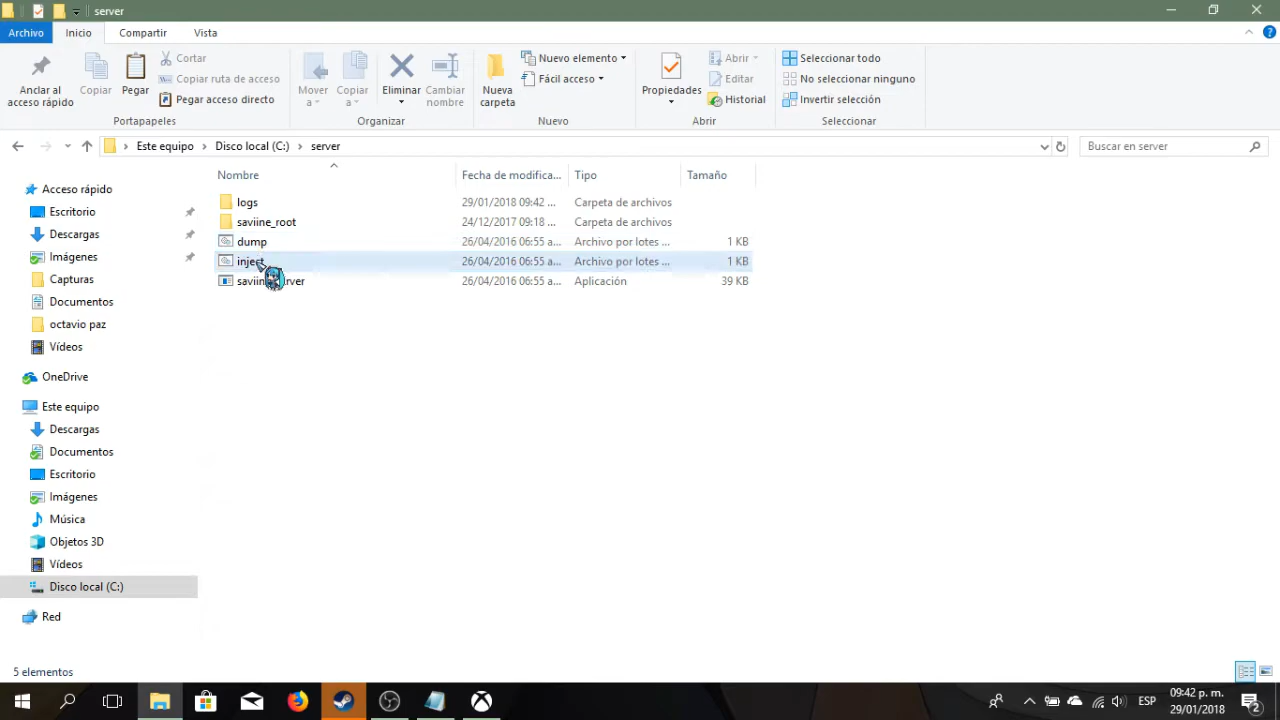 server
Archivo Inicio Compartir Vista
Anclar al acceso rápido
Copiar
Pegar
Cortar
Copiar ruta de acceso
Pegar acceso directo
Portapapeles
Mover a
Copiar a
Eliminar
Cambiar nombre
Organizar
Nueva carpeta
Nuevo elemento
Fácil acceso
Nuevo
Propiedades
Abrir
Editar
Historial
Abrir
Seleccionar todo
No seleccionar ninguno
Invertir selección
Seleccionar
Este equipo > Disco local (C:) > server
Buscar en server
Nombre Fecha de modifica... Tipo Tamaño
logs 29/01/2018 09:42 ... Carpeta de archivos
saviine_root 24/12/2017 09:18 ... Carpeta de archivos
dump 26/04/2016 06:55 a... Archivo por lotes ... 1 KB
inject 26/04/2016 06:55 a... Archivo por lotes ... 1 KB
26/04/2016 06:55 a... Aplicación 39 KB
Acceso rápido
Escritorio
Descargas
Imágenes
Capturas
Documentos
octavio paz
Vídeos
OneDrive
Este equipo
Descargas
Documentos
Escritorio
Imágenes
Música
Objetos 3D
Vídeos
Disco local (C:)
Red
5 elementos
ESP
09:42 p. m.
29/01/2018
2